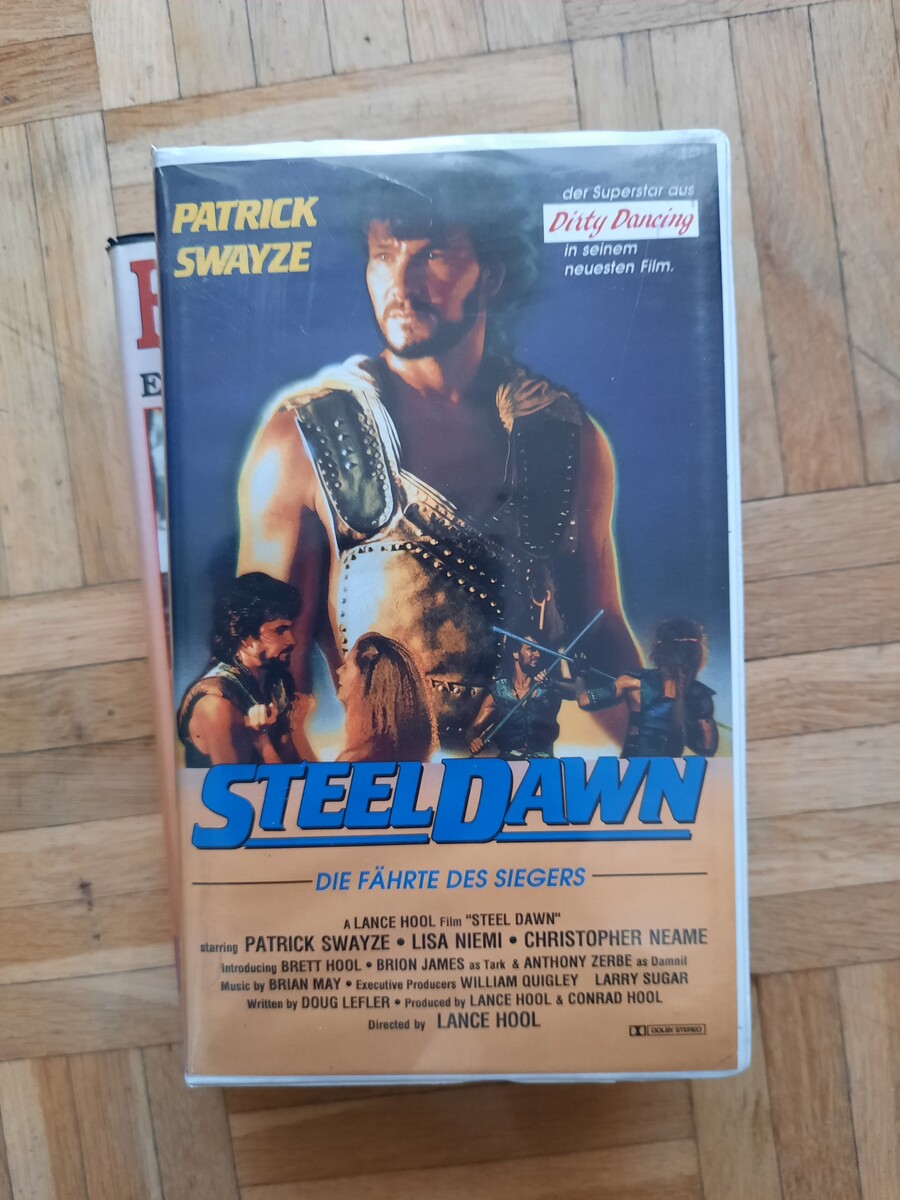 PATRICK
SWAYZE
der Superstar aus
Dirty Dancing
in seinem
neuesten Film.
STEEL DAWN
DIE FÄHRTE DES SIEGERS
A LANCE HOOL Film "STEEL DAWN"
starring PATRICK SWAYZE • LISA NIEMI • CHRISTOPHER NEAME
Introducing BRETT HOOL • BRION JAMES as Tark & ANTHONY ZERBE as Damnil
Music by BRIAN MAY • Executive Producers WILLIAM QUIGLEY LARRY SUGAR
Written by DOUG LEFLER • Produced by LANCE HOOL & CONRAD HOOL
Directed by LANCE HOOL
DOLBY STEREO